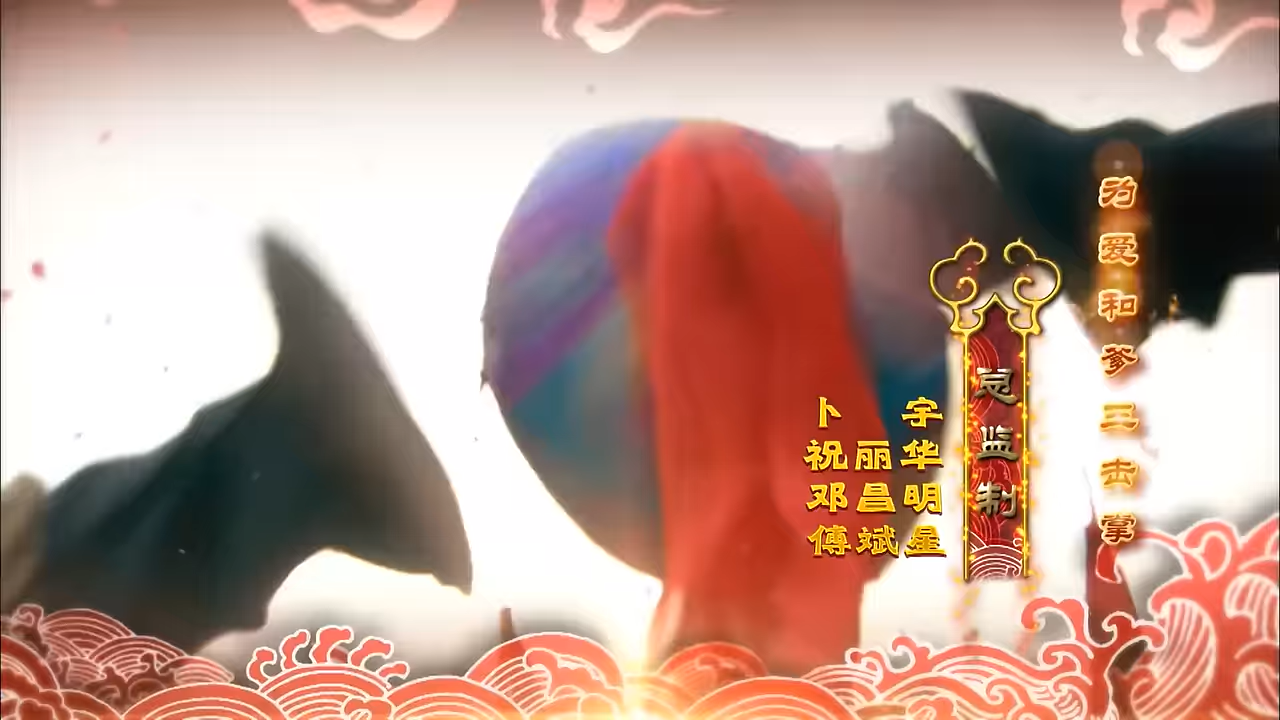 为爱和爹三击掌
总监制
卜宇
祝丽华
邓昌明
傅斌星